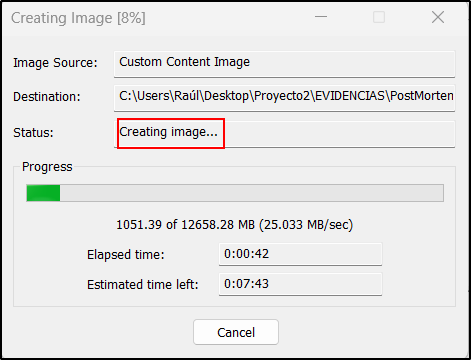 Creating Image [8%]
Image Source: Custom Content Image
Destination: C:\Users\Raúl\Desktop\Proyecto2\EVIDENCIAS\PostMorten
Status: Creating image...
Progress
1051.39 of 12658.28 MB (25.033 MB/sec)
Elapsed time: 0:00:42
Estimated time left: 0:07:43
Cancel